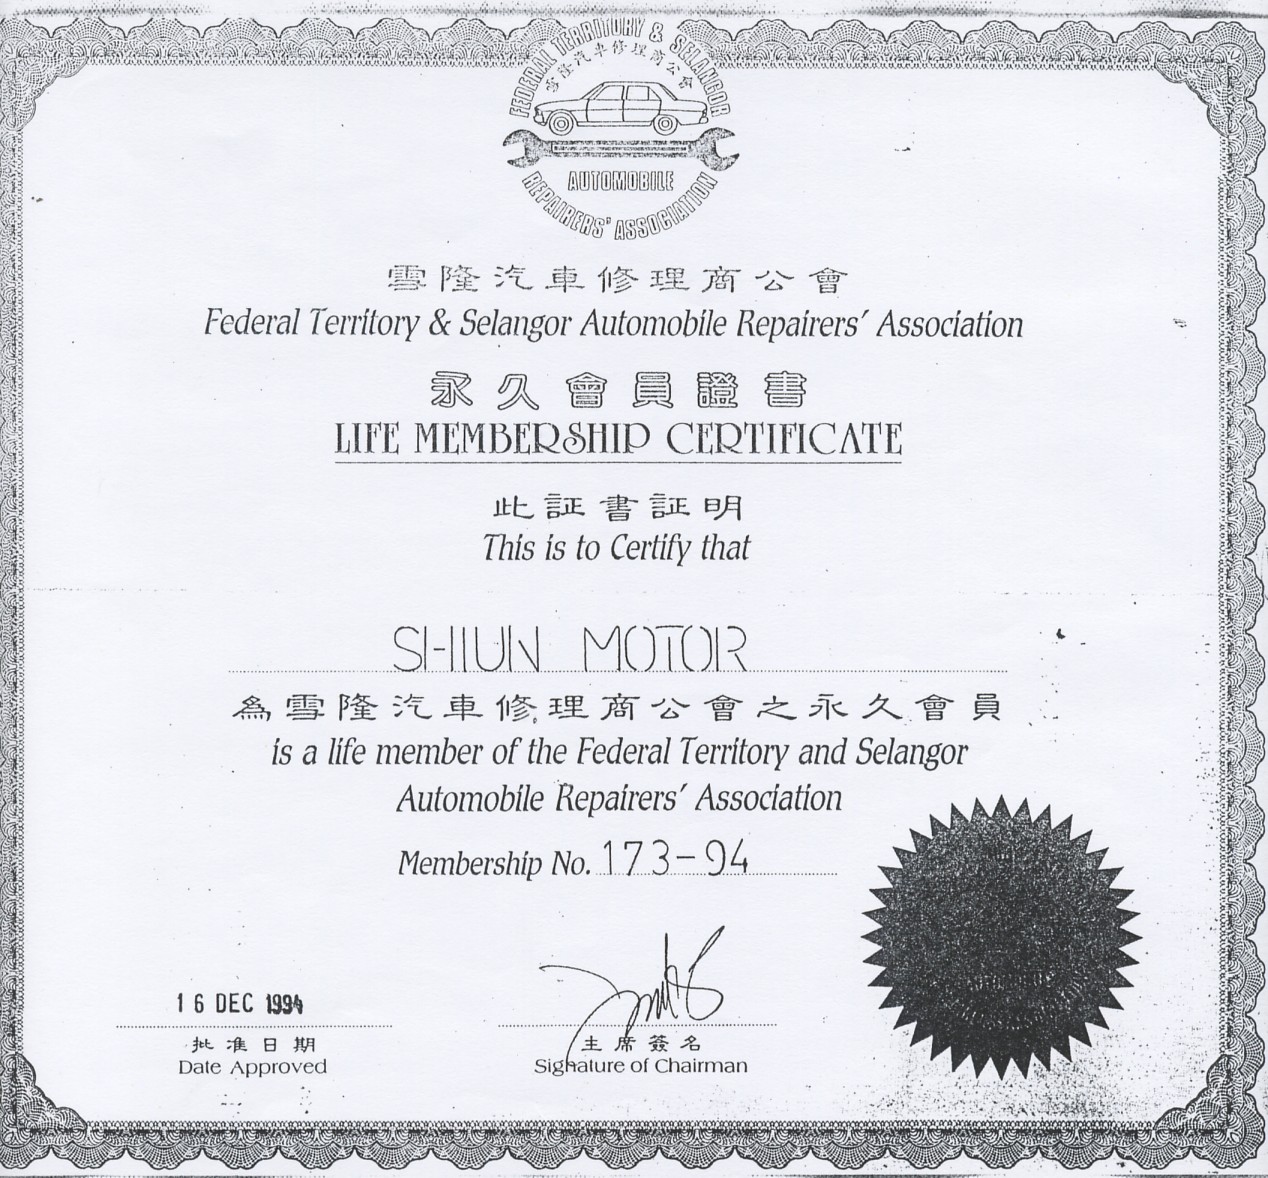 FEDERAL TERRITORY & SELANGOR
雪隆汽車修理商公會
AUTOMOBILE
REPAIRERS' ASSOCIATION
雪隆汽車修理商公會
Federal Territory & Selangor Automobile Repairers' Association
永久會員證書
LIFE MEMBERSHIP CERTIFICATE
此証書証明
This is to Certify that
SHIUN MOTOR
為雪隆汽車修理商公會之永久會員
is a life member of the Federal Territory and Selangor
Automobile Repairers' Association
Membership No. 173-94
16 DEC 1994
批准日期
Date Approved
主席簽名
Signature of Chairman